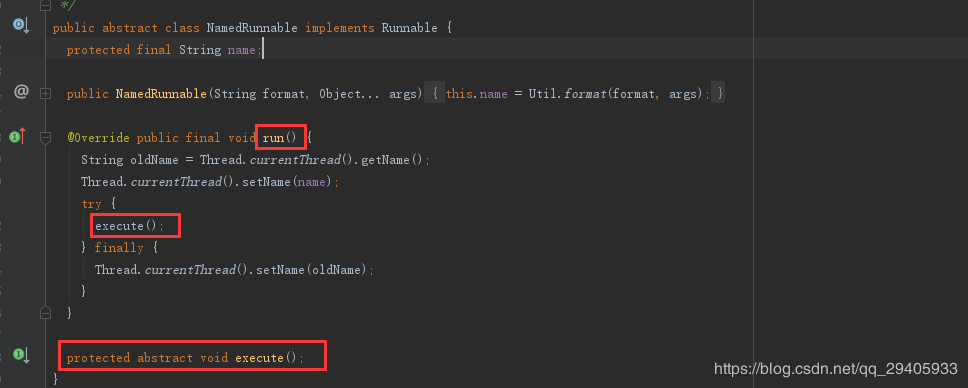 */
public abstract class NamedRunnable implements Runnable {
protected final String name;
@ public NamedRunnable(String format, Object... args) { this.name = Util.format(format, args); }
@Override public final void run() {
String oldName = Thread.currentThread().getName();
Thread.currentThread().setName(name);
try {
execute();
} finally {
Thread.currentThread().setName(oldName);
}
}
protected abstract void execute();
}
https://blog.csdn.net/qq_29405933